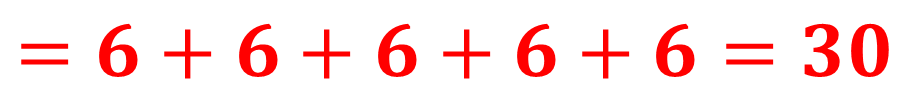 = 6 + 6 + 6 + 6 + 6 = 30